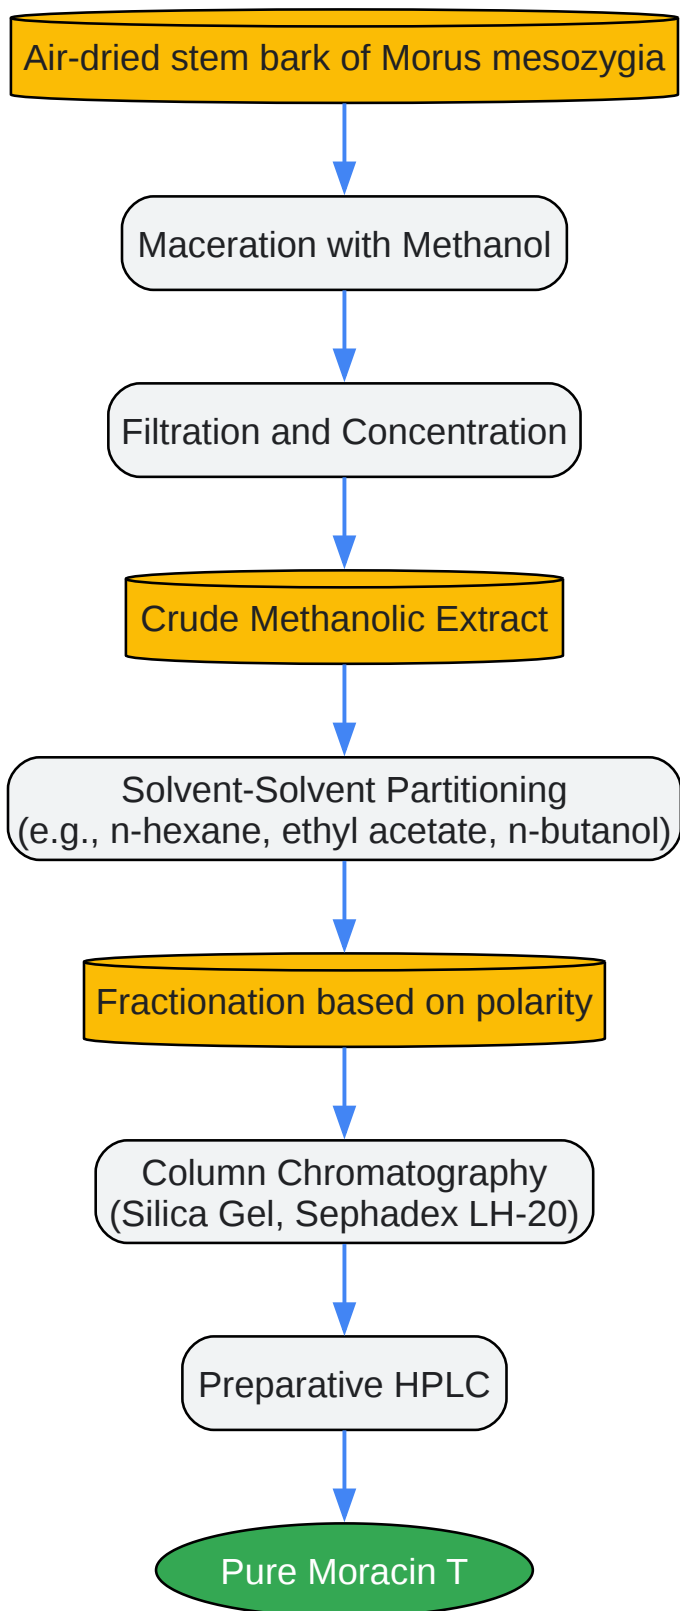 Air-dried stem bark of Morus mesozygia
Maceration with Methanol
Filtration and Concentration
Crude Methanolic Extract
Solvent-Solvent Partitioning
(e.g., n-hexane, ethyl acetate, n-butanol)
Fractionation based on polarity
Column Chromatography
(Silica Gel, Sephadex LH-20)
Preparative HPLC
Pure Moracin T